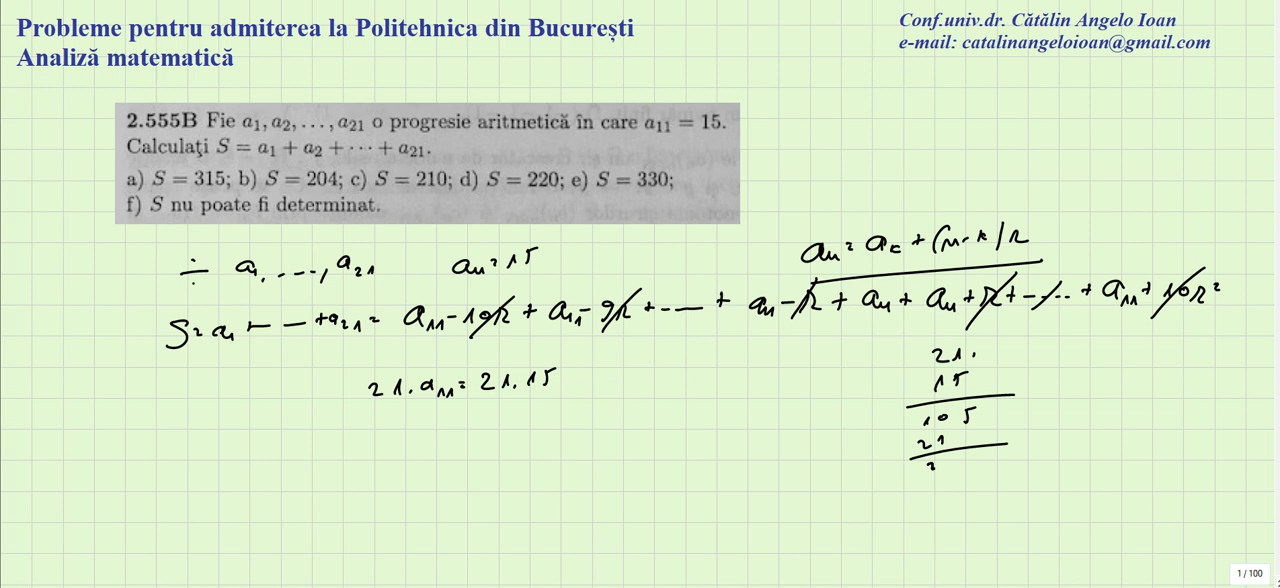 Probleme pentru admiterea la Politehnica din București
Analiză matematică
Conf.univ.dr. Cătălin Angelo Ioan
e-mail: catalinangeloioan@gmail.com
2.555B Fie a₁, a₂, ..., a₂₁ o progresie aritmetică în care a₁₁ = 15.
Calculaţi S = a₁ + a₂ + ··· + a₂₁.
a) S = 315; b) S = 204; c) S = 210; d) S = 220; e) S = 330;
f) S nu poate fi determinat.
÷ a₁, ..., a₂₁ a₁₁ = 15
aₙ = aₖ + (n-k)r
S = a₁ + ... + a₂₁ = a₁₁ - 10r + a₁₁ - 9r + ... + a₁₁ - r + a₁₁ + a₁₁ + r + ... + a₁₁ + 10r =
21 · a₁₁ = 21 · 15
21 ·
15
105
21